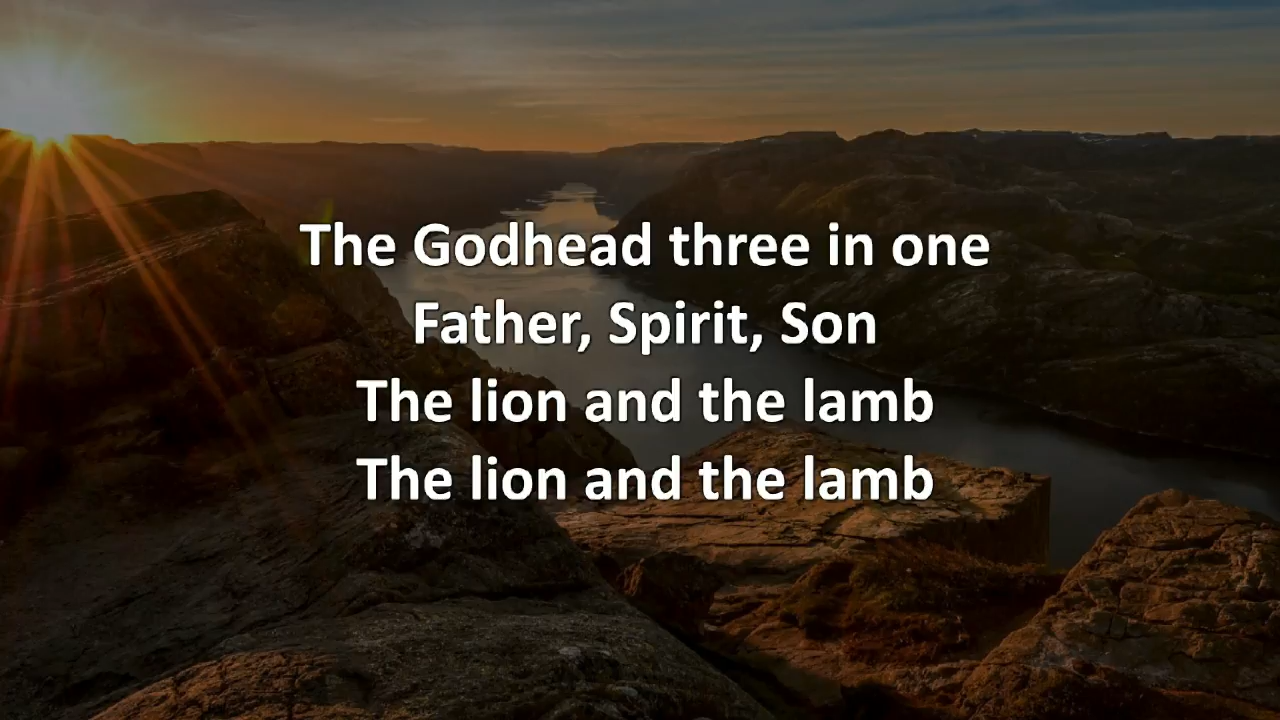 The Godhead three in one
Father, Spirit, Son
The lion and the lamb
The lion and the lamb